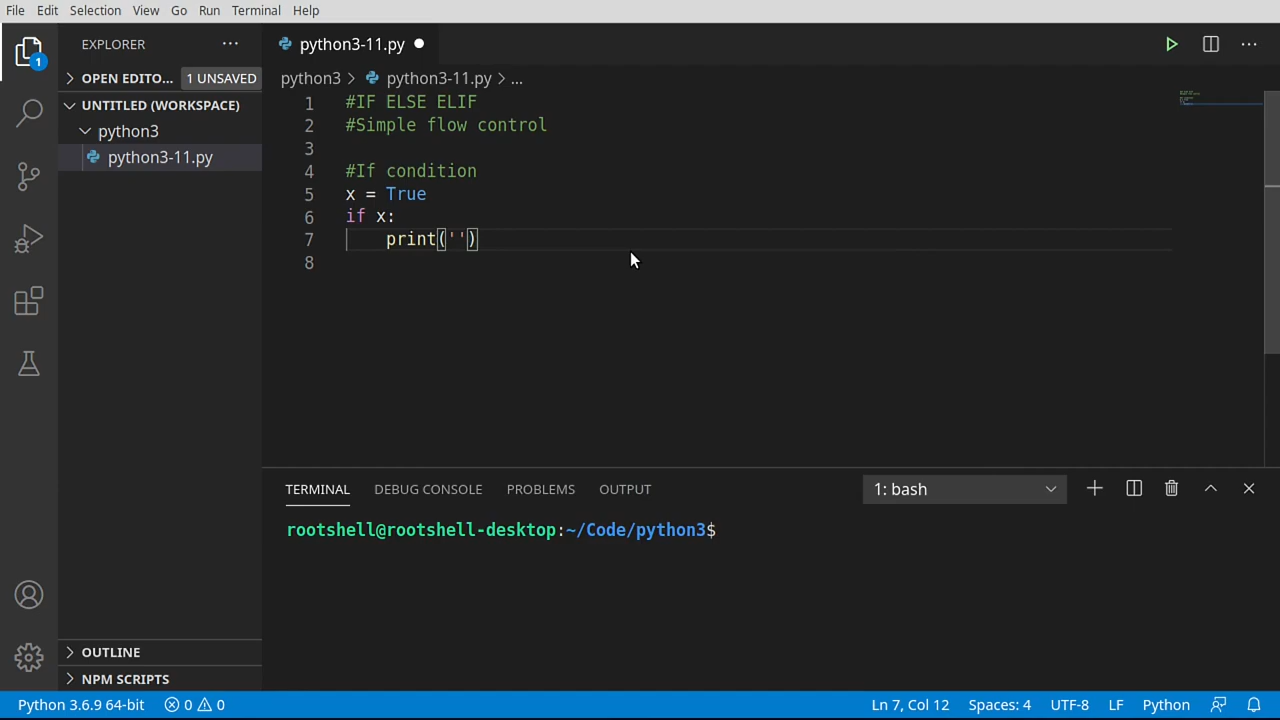 File Edit Selection View Go Run Terminal Help
EXPLORER ...
python3-11.py
1
OPEN EDITO... 1 UNSAVED
python3 > python3-11.py > ...
UNTITLED (WORKSPACE)
python3
python3-11.py
1 #IF ELSE ELIF
2 #Simple flow control
3
4 #If condition
5 x = True
6 if x:
7 print('')
8
TERMINAL DEBUG CONSOLE PROBLEMS OUTPUT 1: bash
rootshell@rootshell-desktop:~/Code/python3$
OUTLINE
NPM SCRIPTS
Python 3.6.9 64-bit 0 0 Ln 7, Col 12 Spaces: 4 UTF-8 LF Python